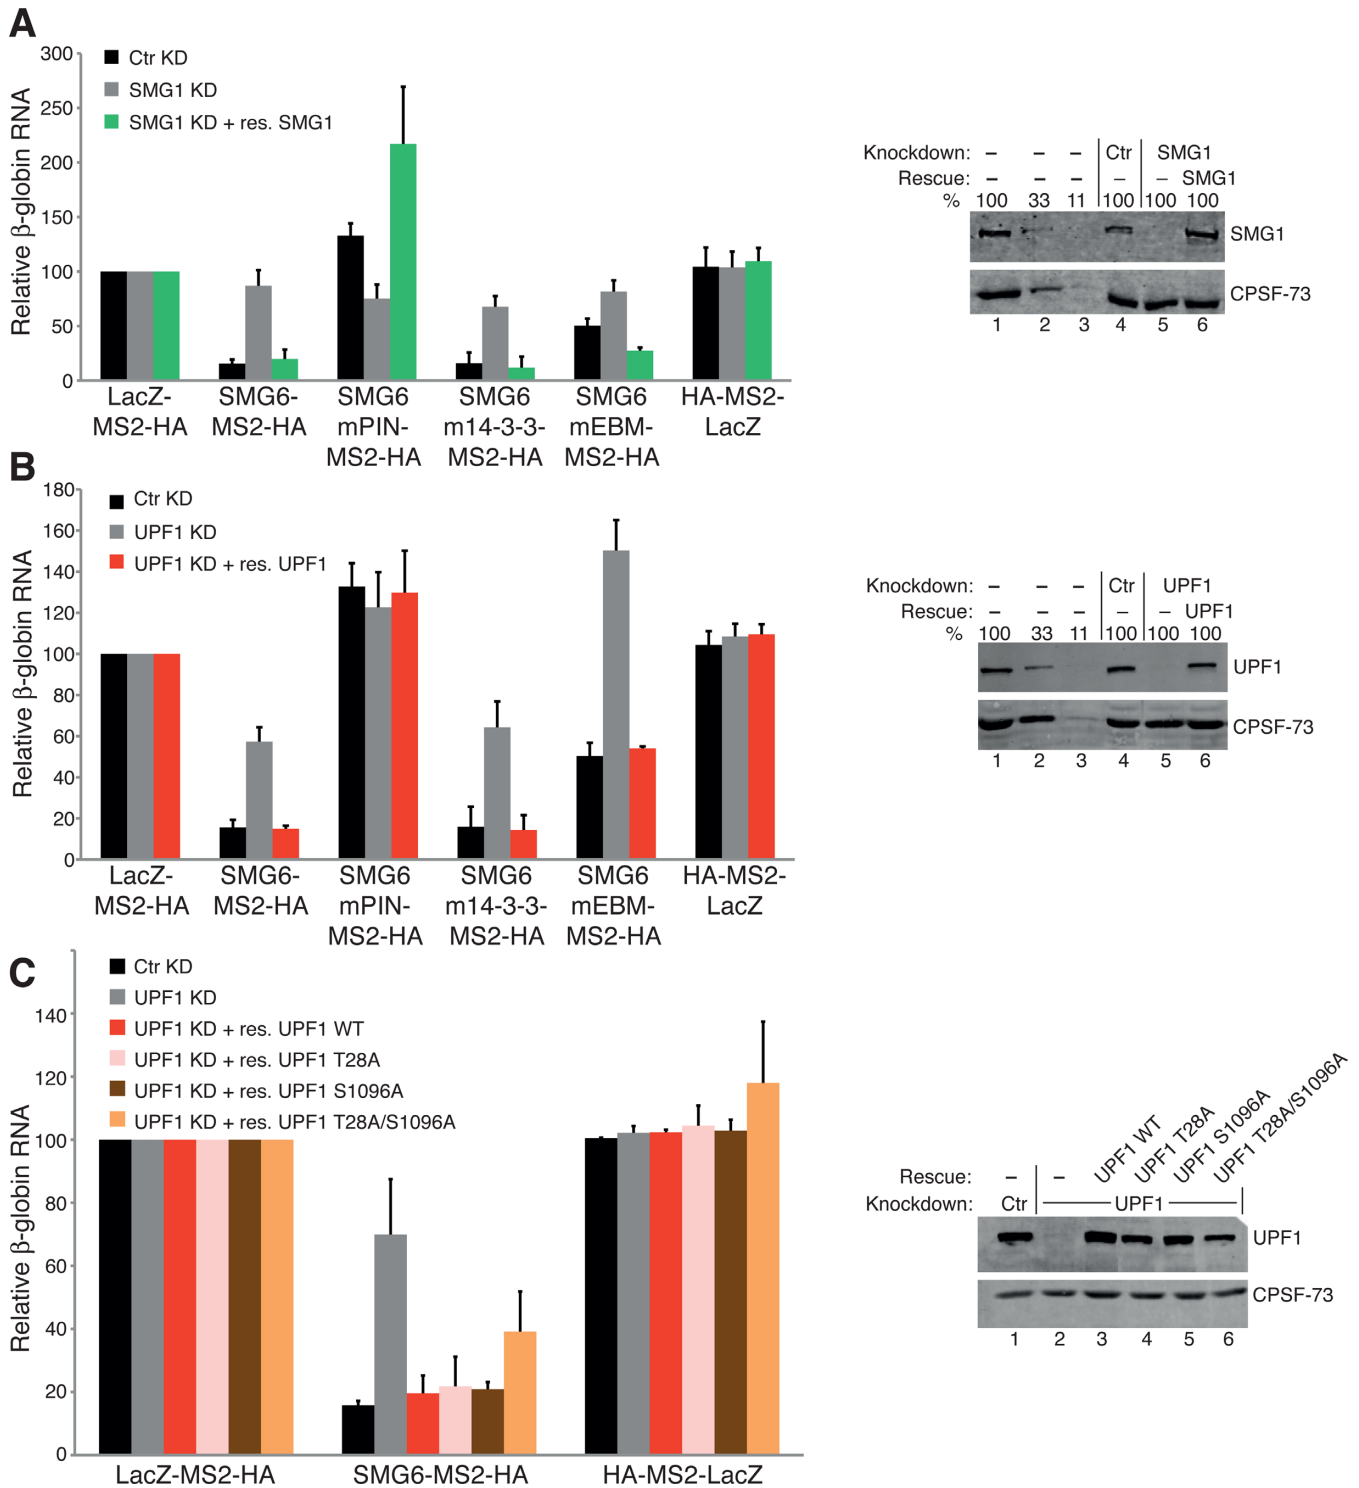 A
Relative β-globin RNA
300
250
200
150
100
50
0
Ctr KD
SMG1 KD
SMG1 KD + res. SMG1
LacZ-
MS2-HA
SMG6-
MS2-HA
SMG6
mPIN-
MS2-HA
SMG6
m14-3-3-
MS2-HA
SMG6
mEBM-
MS2-HA
HA-MS2-
LacZ
Knockdown: – – – Ctr SMG1
Rescue: – – – – – SMG1
% 100 33 11 100 100 100
SMG1
CPSF-73
1 2 3 4 5 6
B
Relative β-globin RNA
180
160
140
120
100
80
60
40
20
0
Ctr KD
UPF1 KD
UPF1 KD + res. UPF1
LacZ-
MS2-HA
SMG6-
MS2-HA
SMG6
mPIN-
MS2-HA
SMG6
m14-3-3-
MS2-HA
SMG6
mEBM-
MS2-HA
HA-MS2-
LacZ
Knockdown: – – – Ctr UPF1
Rescue: – – – – – UPF1
% 100 33 11 100 100 100
UPF1
CPSF-73
1 2 3 4 5 6
C
Relative β-globin RNA
140
120
100
80
60
40
20
0
Ctr KD
UPF1 KD
UPF1 KD + res. UPF1 WT
UPF1 KD + res. UPF1 T28A
UPF1 KD + res. UPF1 S1096A
UPF1 KD + res. UPF1 T28A/S1096A
LacZ-MS2-HA
SMG6-MS2-HA
HA-MS2-LacZ
Rescue: – – UPF1 WT UPF1 T28A UPF1 S1096A UPF1 T28A/S1096A
Knockdown: Ctr UPF1
UPF1
CPSF-73
1 2 3 4 5 6